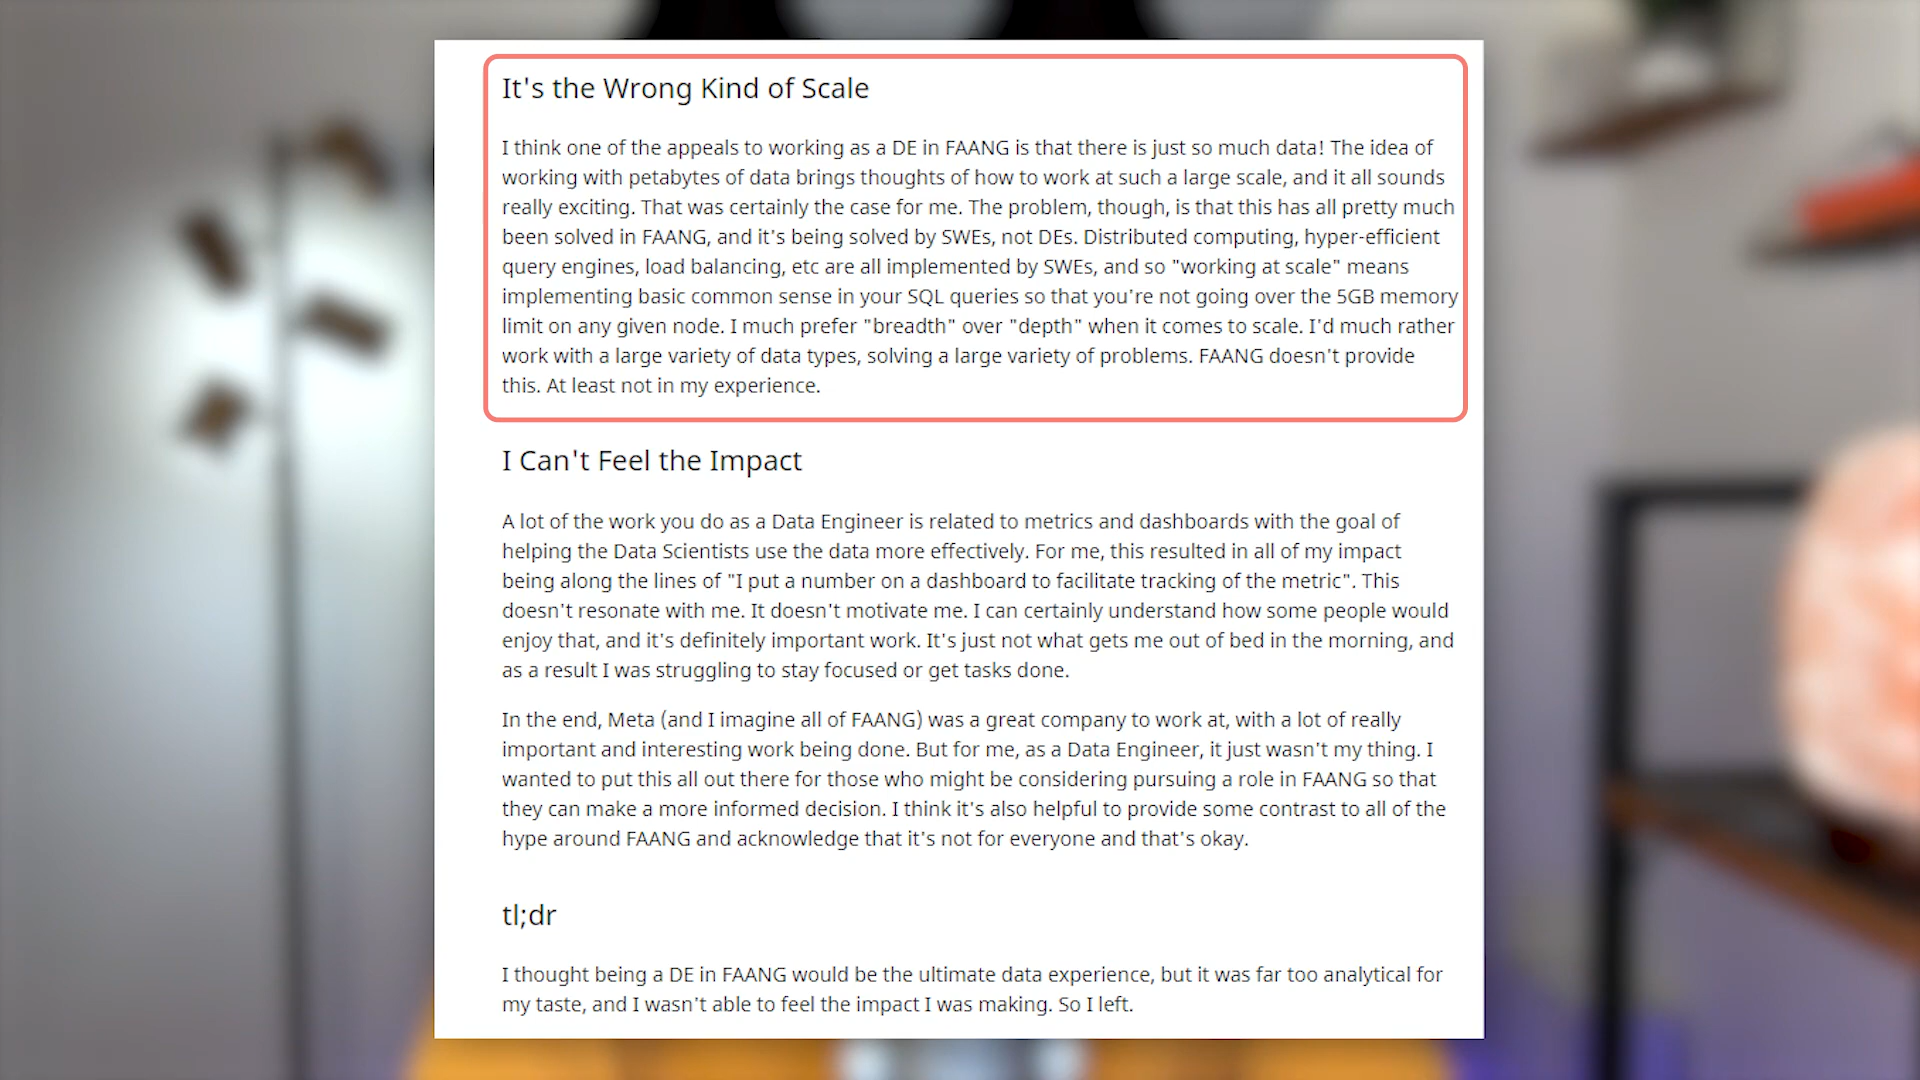 It's the Wrong Kind of Scale
I think one of the appeals to working as a DE in FAANG is that there is just so much data! The idea of
working with petabytes of data brings thoughts of how to work at such a large scale, and it all sounds
really exciting. That was certainly the case for me. The problem, though, is that this has all pretty much
been solved in FAANG, and it's being solved by SWEs, not DEs. Distributed computing, hyper-efficient
query engines, load balancing, etc are all implemented by SWEs, and so "working at scale" means
implementing basic common sense in your SQL queries so that you're not going over the 5GB memory
limit on any given node. I much prefer "breadth" over "depth" when it comes to scale. I'd much rather
work with a large variety of data types, solving a large variety of problems. FAANG doesn't provide
this. At least not in my experience.
I Can't Feel the Impact
A lot of the work you do as a Data Engineer is related to metrics and dashboards with the goal of
helping the Data Scientists use the data more effectively. For me, this resulted in all of my impact
being along the lines of "I put a number on a dashboard to facilitate tracking of the metric". This
doesn't resonate with me. It doesn't motivate me. I can certainly understand how some people would
enjoy that, and it's definitely important work. It's just not what gets me out of bed in the morning, and
as a result I was struggling to stay focused or get tasks done.
In the end, Meta (and I imagine all of FAANG) was a great company to work at, with a lot of really
important and interesting work being done. But for me, as a Data Engineer, it just wasn't my thing. I
wanted to put this all out there for those who might be considering pursuing a role in FAANG so that
they can make a more informed decision. I think it's also helpful to provide some contrast to all of the
hype around FAANG and acknowledge that it's not for everyone and that's okay.
tl;dr
I thought being a DE in FAANG would be the ultimate data experience, but it was far too analytical for
my taste, and I wasn't able to feel the impact I was making. So I left.